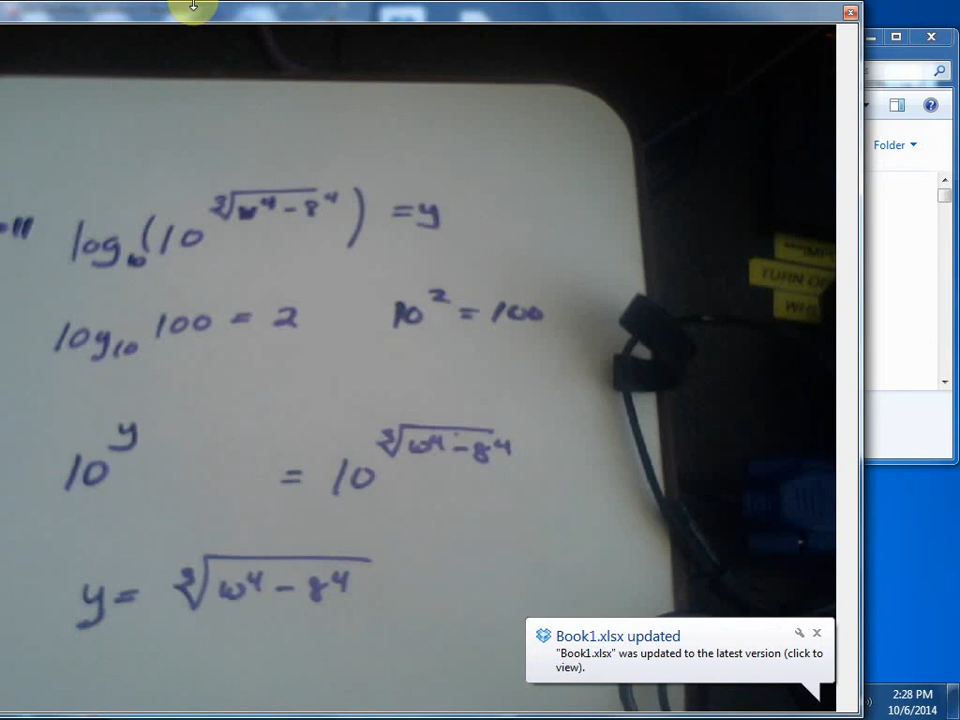 Folder
log₁₀(10^∛(w⁴ – 8⁴)) = y
log₁₀ 100 = 2 10² = 100
TURN
10^y = 10^∛(w⁴ – 8⁴)
y = ∛(w⁴ – 8⁴)
Book1.xlsx updated
"Book1.xlsx" was updated to the latest version (click to
view).
2:28 PM
10/6/2014